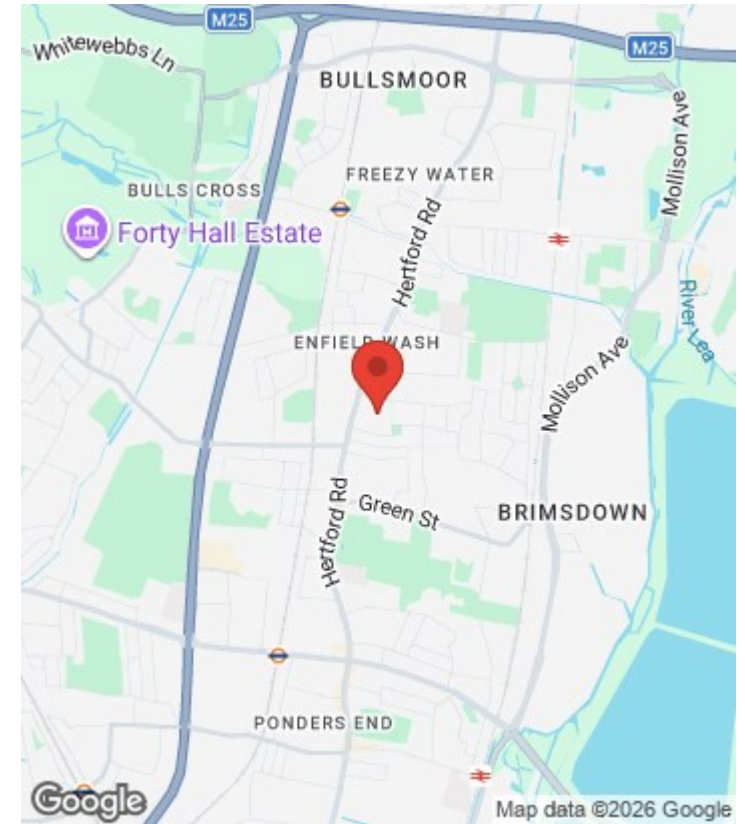 M25
Whitewebbs Ln
M25
BULLSMOOR
Mollison Ave
FREEZY WATER
BULLS CROSS
Forty Hall Estate
Hertford Rd
River Lea
ENFIELD WASH
Mollison Ave
Hertford Rd
Green St
BRIMSDOWN
PONDERS END
Google
Map data ©2026 Google